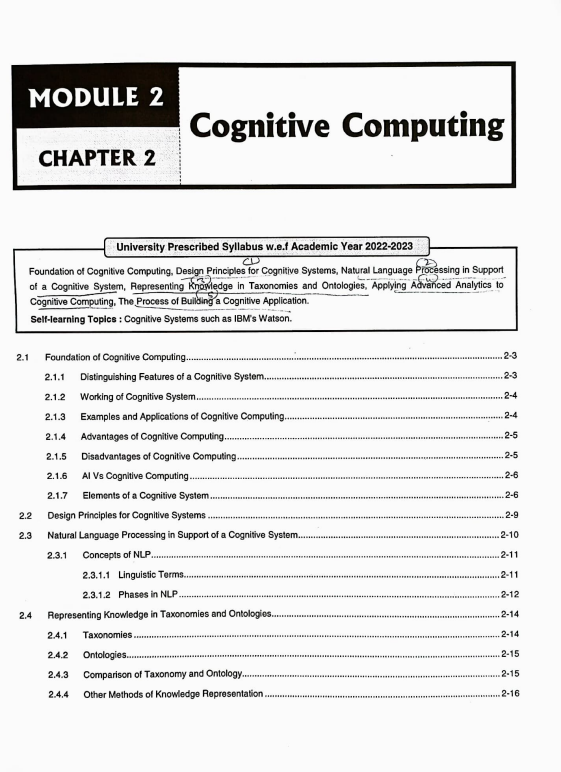 MODULE 2
CHAPTER 2
Cognitive Computing
University Prescribed Syllabus w.e.f Academic Year 2022-2023
(1) (2)
Foundation of Cognitive Computing, Design Principles for Cognitive Systems, Natural Language Processing in Support
(3) (4)
of a Cognitive System, Representing Knowledge in Taxonomies and Ontologies, Applying Advanced Analytics to
(5)
Cognitive Computing, The Process of Building a Cognitive Application.
Self-learning Topics : Cognitive Systems such as IBM's Watson.
2.1 Foundation of Cognitive Computing 2-3
2.1.1 Distinguishing Features of a Cognitive System 2-3
2.1.2 Working of Cognitive System 2-4
2.1.3 Examples and Applications of Cognitive Computing 2-4
2.1.4 Advantages of Cognitive Computing 2-5
2.1.5 Disadvantages of Cognitive Computing 2-5
2.1.6 AI Vs Cognitive Computing 2-6
2.1.7 Elements of a Cognitive System 2-6
2.2 Design Principles for Cognitive Systems 2-9
2.3 Natural Language Processing in Support of a Cognitive System 2-10
2.3.1 Concepts of NLP 2-11
2.3.1.1 Linguistic Terms 2-11
2.3.1.2 Phases in NLP 2-12
2.4 Representing Knowledge in Taxonomies and Ontologies 2-14
2.4.1 Taxonomies 2-14
2.4.2 Ontologies 2-15
2.4.3 Comparison of Taxonomy and Ontology 2-15
2.4.4 Other Methods of Knowledge Representation 2-16